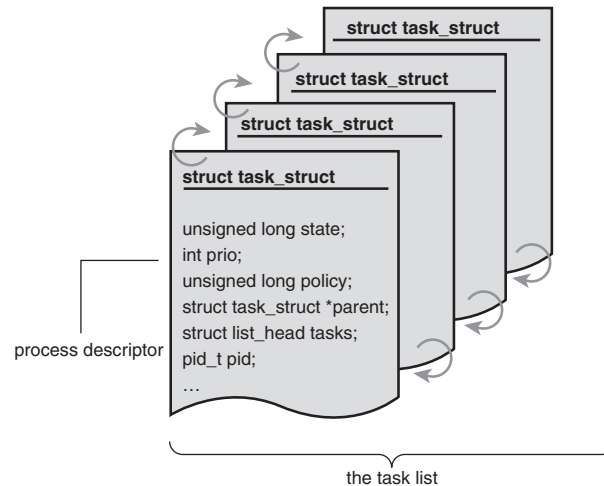 struct task_struct
struct task_struct
struct task_struct
struct task_struct
unsigned long state;
int prio;
unsigned long policy;
struct task_struct *parent;
struct list_head tasks;
pid_t pid;
…
process descriptor
the task list